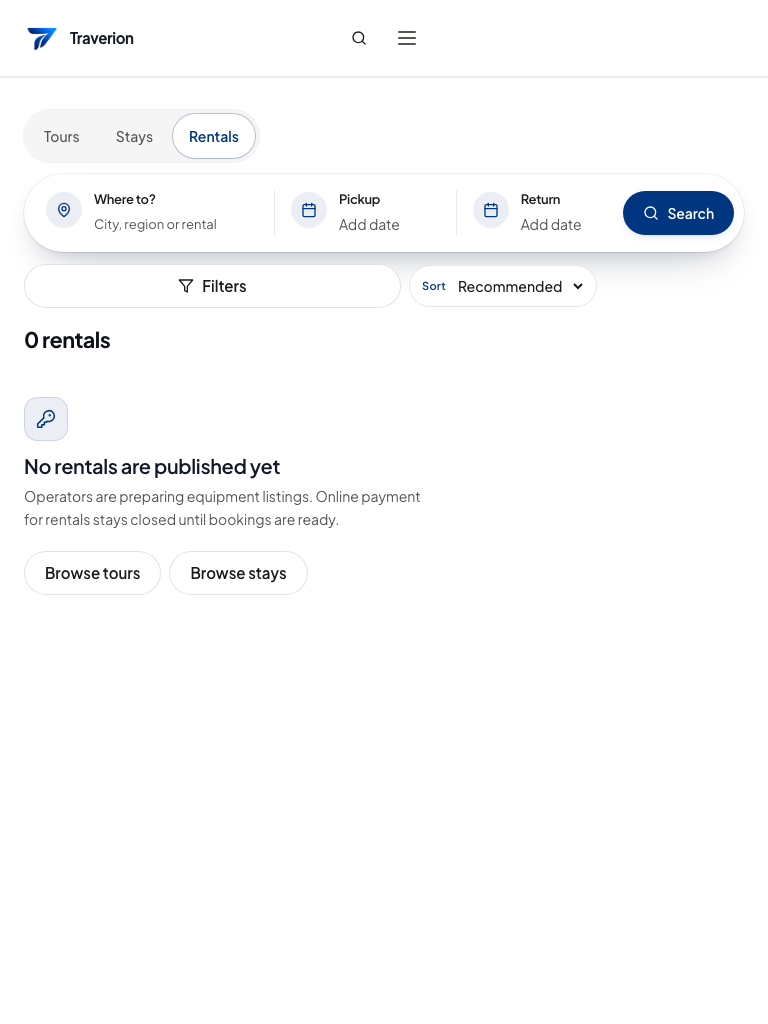 Traverion
Tours
Stays
Rentals
Where to?
City, region or rental
Pickup
Add date
Return
Add date
Search
Filters
Sort
Recommended
0 rentals
No rentals are published yet
Operators are preparing equipment listings. Online payment
for rentals stays closed until bookings are ready.
Browse tours
Browse stays